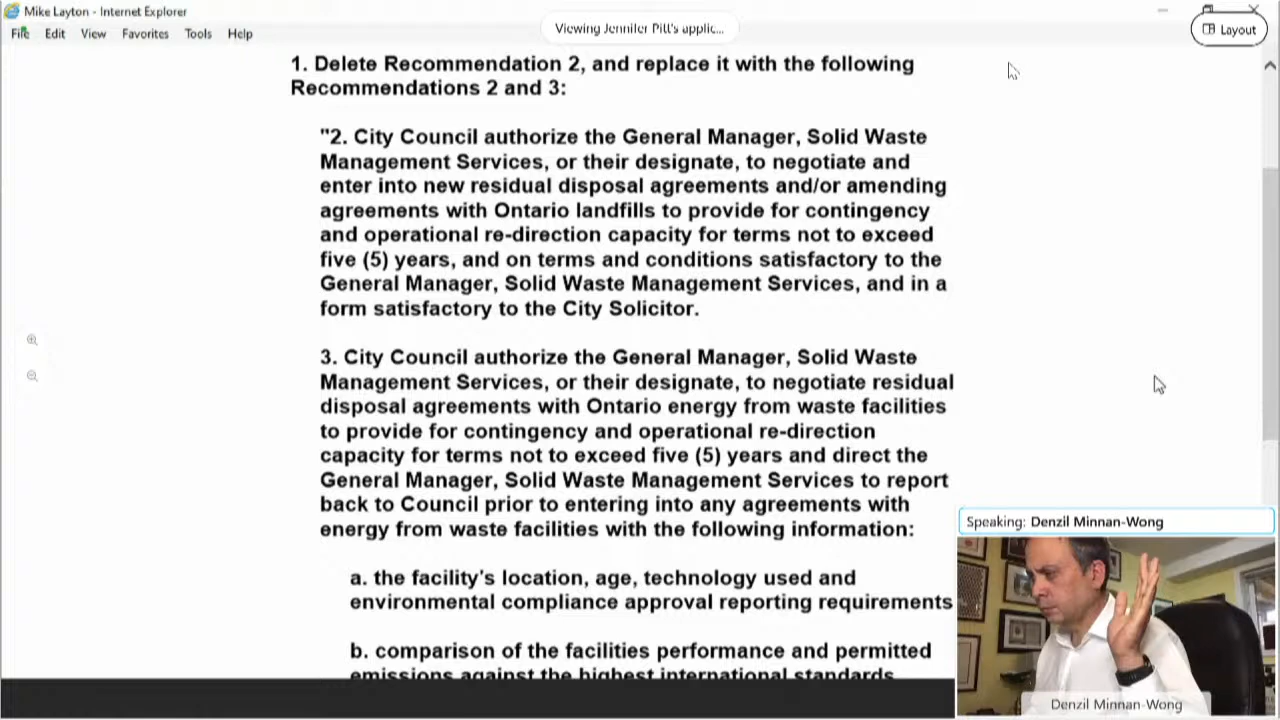 Mike Layton - Internet Explorer
File Edit View Favorites Tools Help
Viewing Jennifer Pitt's applic...
Layout
1. Delete Recommendation 2, and replace it with the following
Recommendations 2 and 3:
"2. City Council authorize the General Manager, Solid Waste
Management Services, or their designate, to negotiate and
enter into new residual disposal agreements and/or amending
agreements with Ontario landfills to provide for contingency
and operational re-direction capacity for terms not to exceed
five (5) years, and on terms and conditions satisfactory to the
General Manager, Solid Waste Management Services, and in a
form satisfactory to the City Solicitor.
3. City Council authorize the General Manager, Solid Waste
Management Services, or their designate, to negotiate residual
disposal agreements with Ontario energy from waste facilities
to provide for contingency and operational re-direction
capacity for terms not to exceed five (5) years and direct the
General Manager, Solid Waste Management Services to report
back to Council prior to entering into any agreements with
energy from waste facilities with the following information:
a. the facility's location, age, technology used and
environmental compliance approval reporting requirements
b. comparison of the facilities performance and permitted
emissions against the highest international standards
Speaking: Denzil Minnan-Wong
Denzil Minnan-Wong